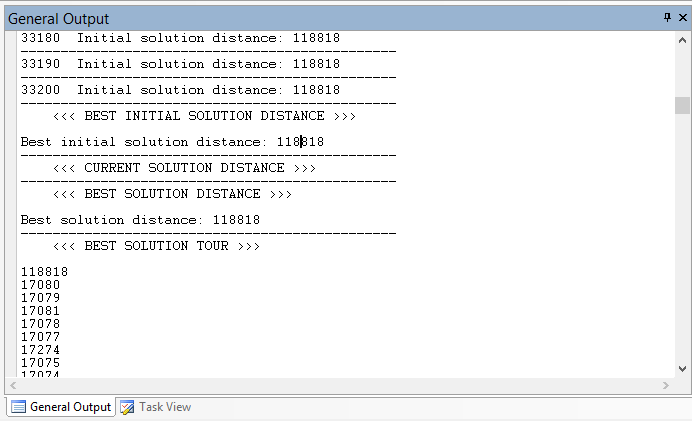 General Output
33180  Initial solution distance: 118818
-----------------------------------------------
33190  Initial solution distance: 118818
-----------------------------------------------
33200  Initial solution distance: 118818
-----------------------------------------------
<<< BEST INITIAL SOLUTION DISTANCE >>>
Best initial solution distance: 118818
-----------------------------------------------
<<< CURRENT SOLUTION DISTANCE >>>
-----------------------------------------------
<<< BEST SOLUTION DISTANCE >>>
Best solution distance: 118818
-----------------------------------------------
<<< BEST SOLUTION TOUR >>>
118818
17080
17079
17081
17078
17077
17274
17075
17074
General Output
Task View